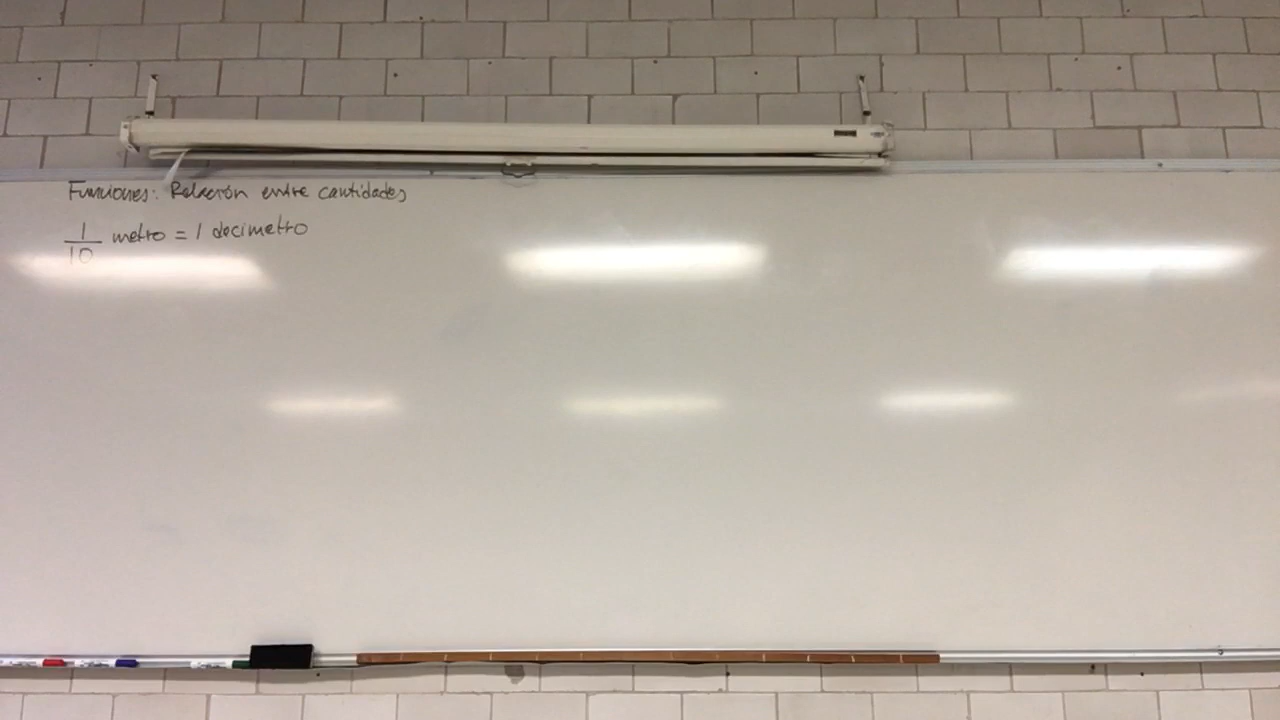 Funciones: Relación entre cantidades
1/10 metro = 1 decimetro